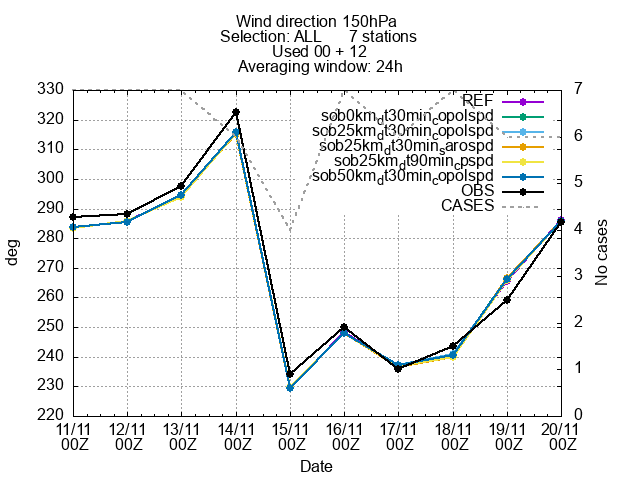 Wind direction 150hPa
Selection: ALL 7 stations
Used 00 + 12
Averaging window: 24h
330 7
320
310 6
300
290 5
280 4
270 3
260
250 2
240 1
230
220 0
deg
No cases
REF
sob0km_dt30min_copolspd
sob25km_dt30min_copolspd
sob25km_dt30min_sarospd
sob25km_dt90min_cpspd
sob50km_dt30min_copolspd
OBS
CASES
11/11 12/11 13/11 14/11 15/11 16/11 17/11 18/11 19/11 20/11
00Z 00Z 00Z 00Z 00Z 00Z 00Z 00Z 00Z 00Z
Date